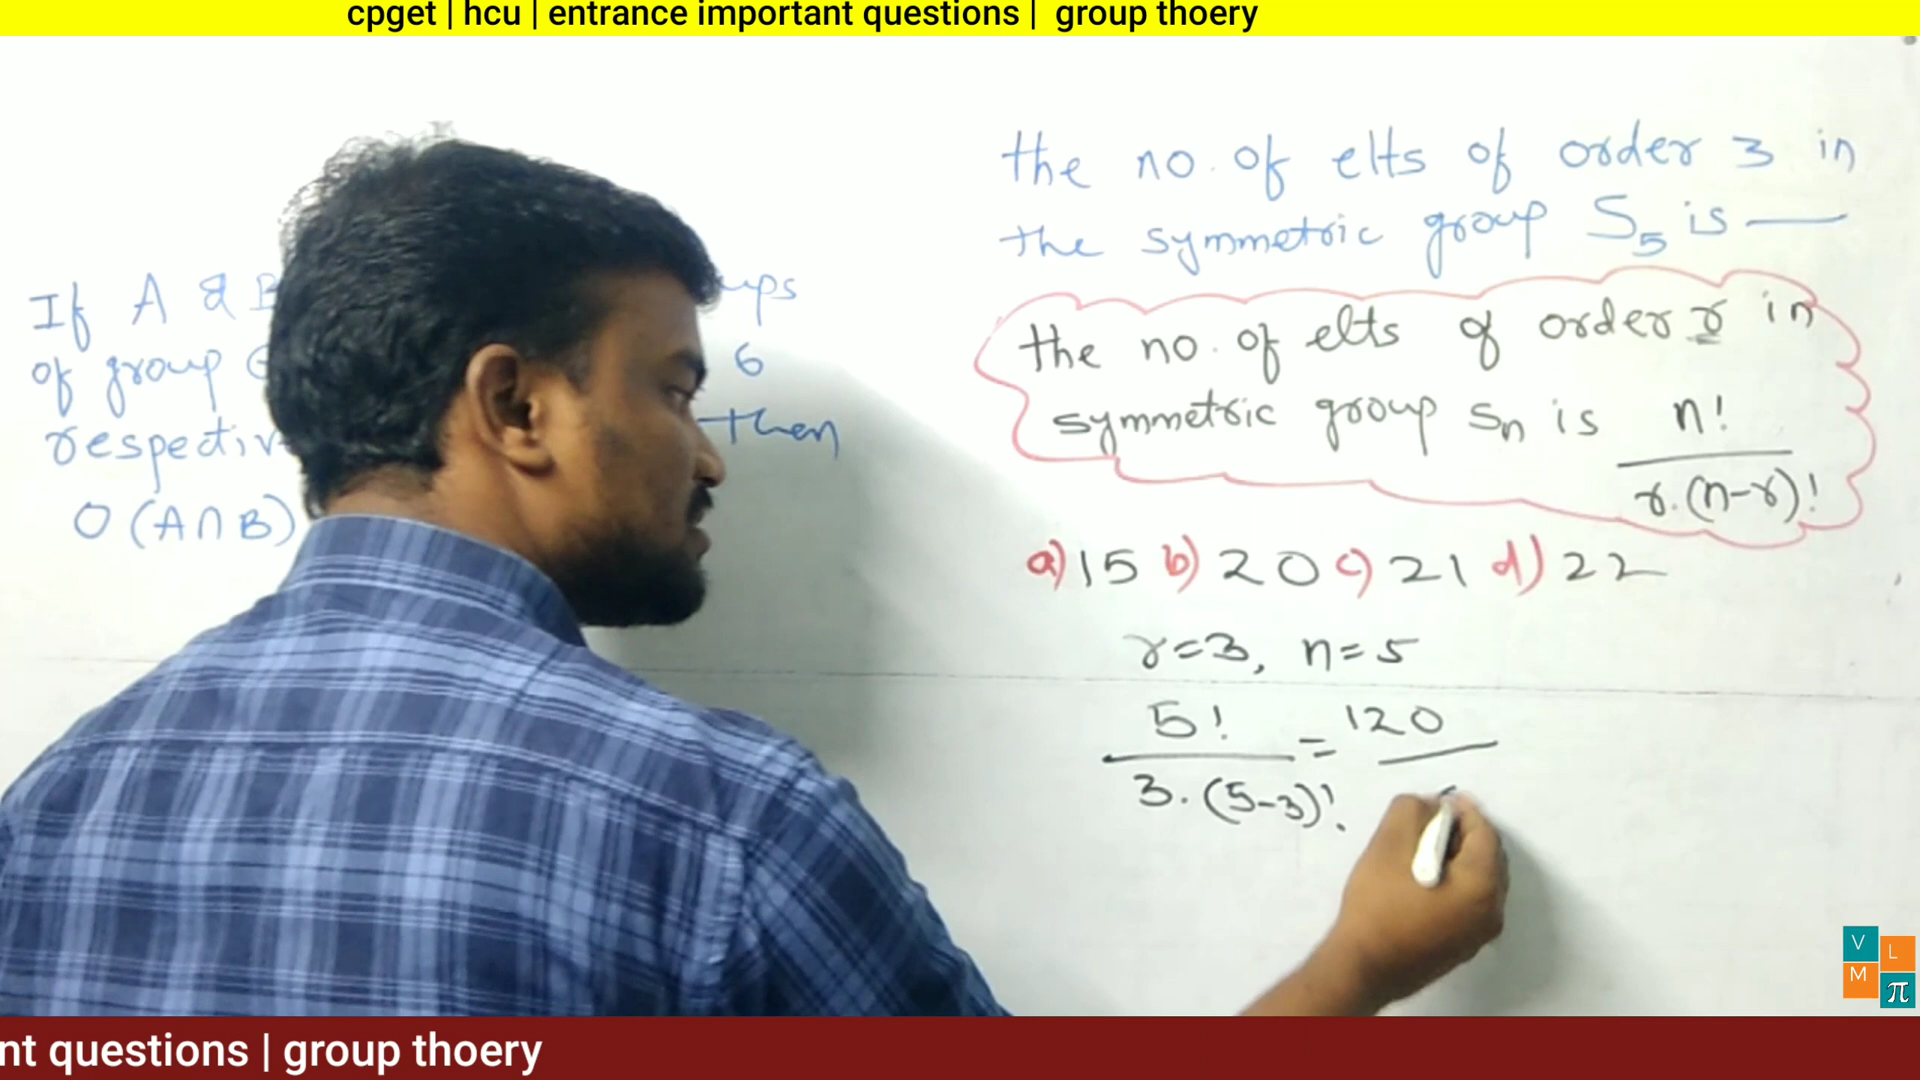 cpget | hcu | entrance important questions | group thoery
If A & B ups
of group 6
respectiv then
O (A∩B)
the no. of elts of order 3 in
the symmetric group S₅ is —
the no. of elts of order r in
symmetric group Sn is n!
r.(n-r)!
a) 15 b) 20 c) 21 d) 22
r=3, n=5
5! = 120
3.(5-3)!
V L
M π
nt questions | group thoery